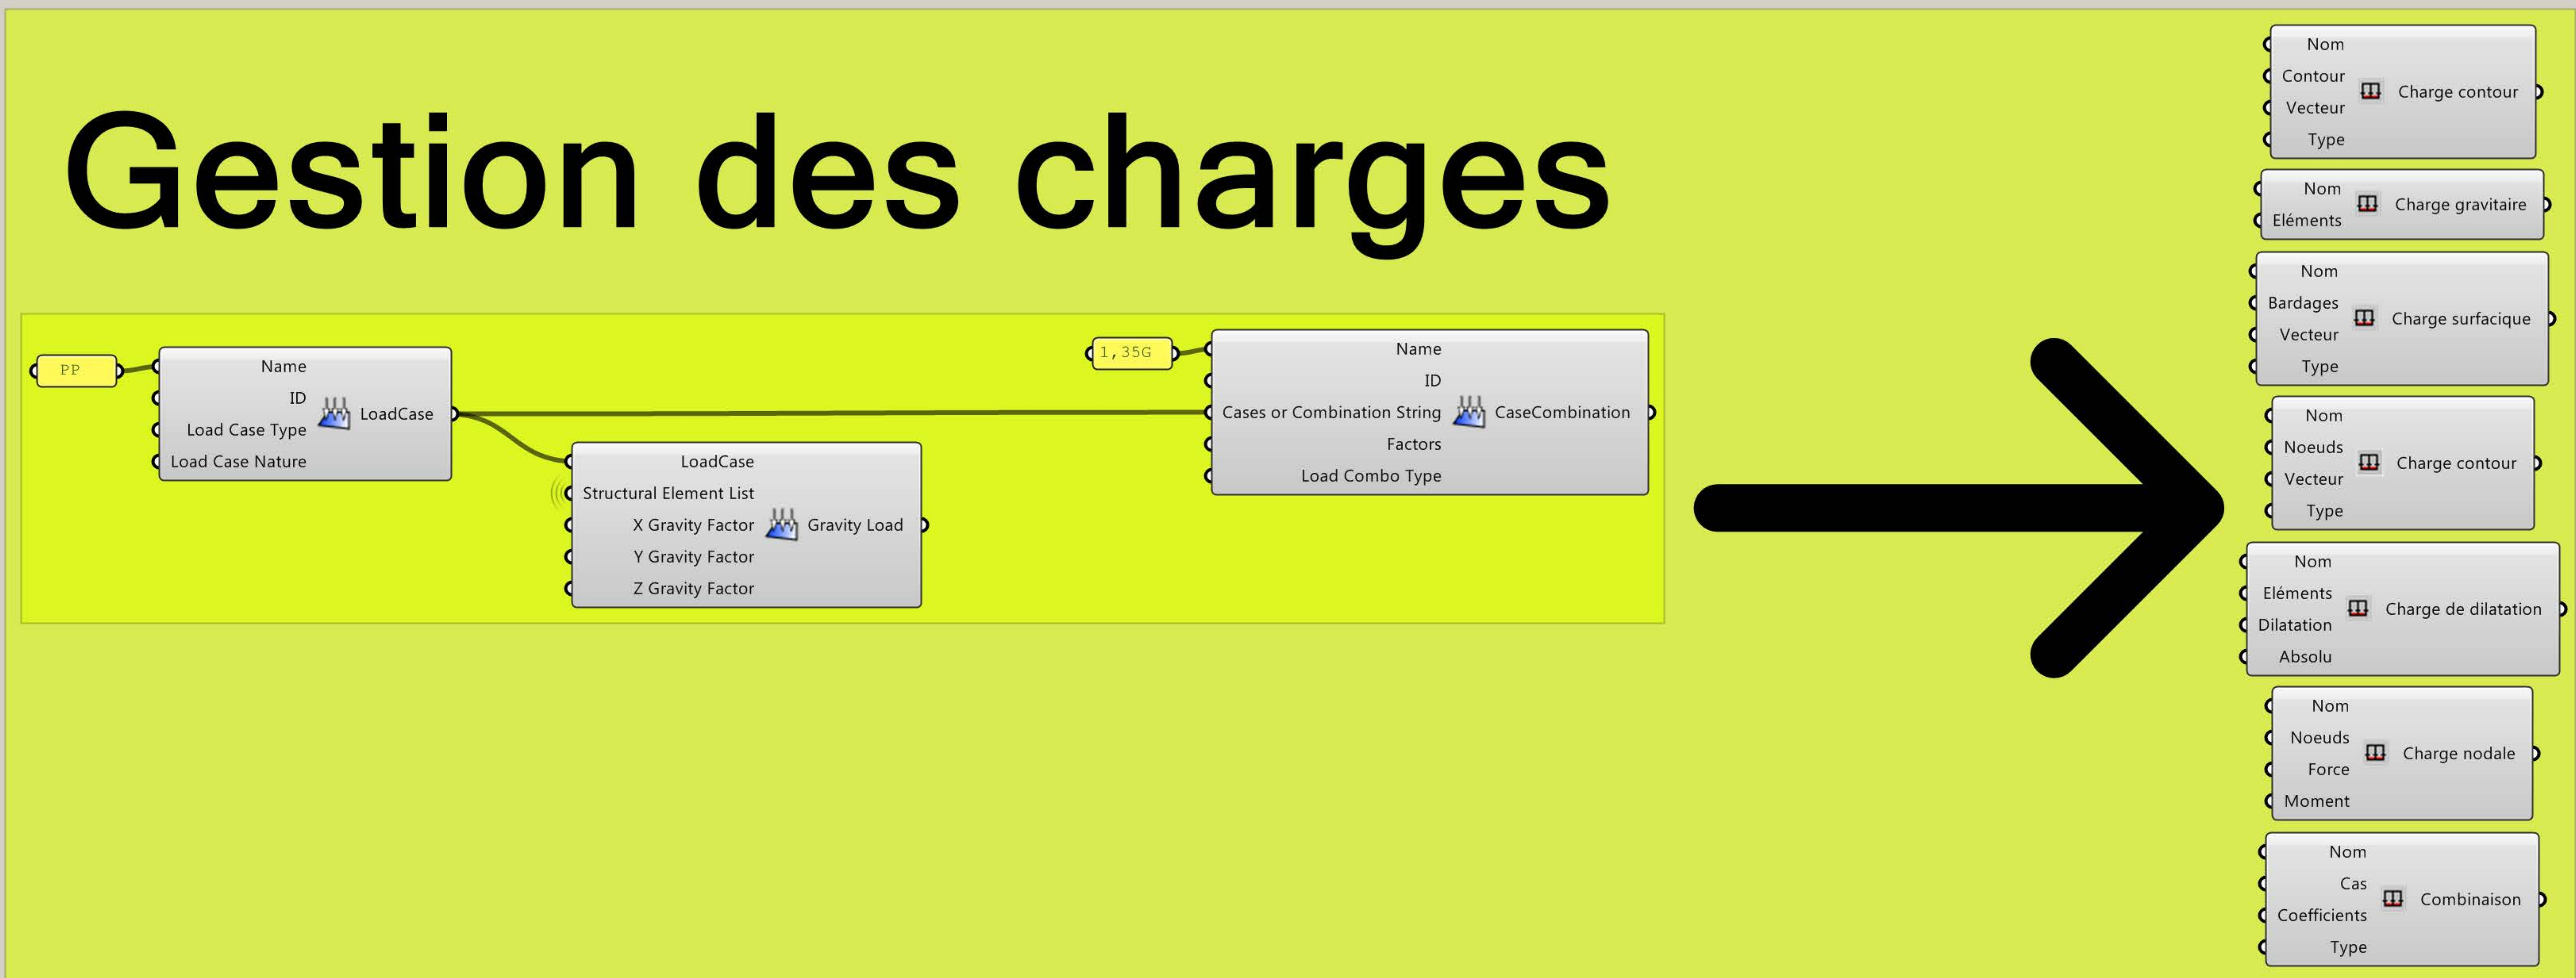 Gestion des charges
PP
Name
ID
Load Case Type
Load Case Nature
LoadCase
LoadCase
Structural Element List
X Gravity Factor
Y Gravity Factor
Z Gravity Factor
Gravity Load
1,35G
Name
ID
Cases or Combination String
Factors
Load Combo Type
CaseCombination
Nom
Contour
Vecteur
Type
Charge contour
Nom
Eléments
Charge gravitaire
Nom
Bardages
Vecteur
Type
Charge surfacique
Nom
Noeuds
Vecteur
Type
Charge contour
Nom
Eléments
Dilatation
Absolu
Charge de dilatation
Nom
Noeuds
Force
Moment
Charge nodale
Nom
Cas
Coefficients
Type
Combinaison